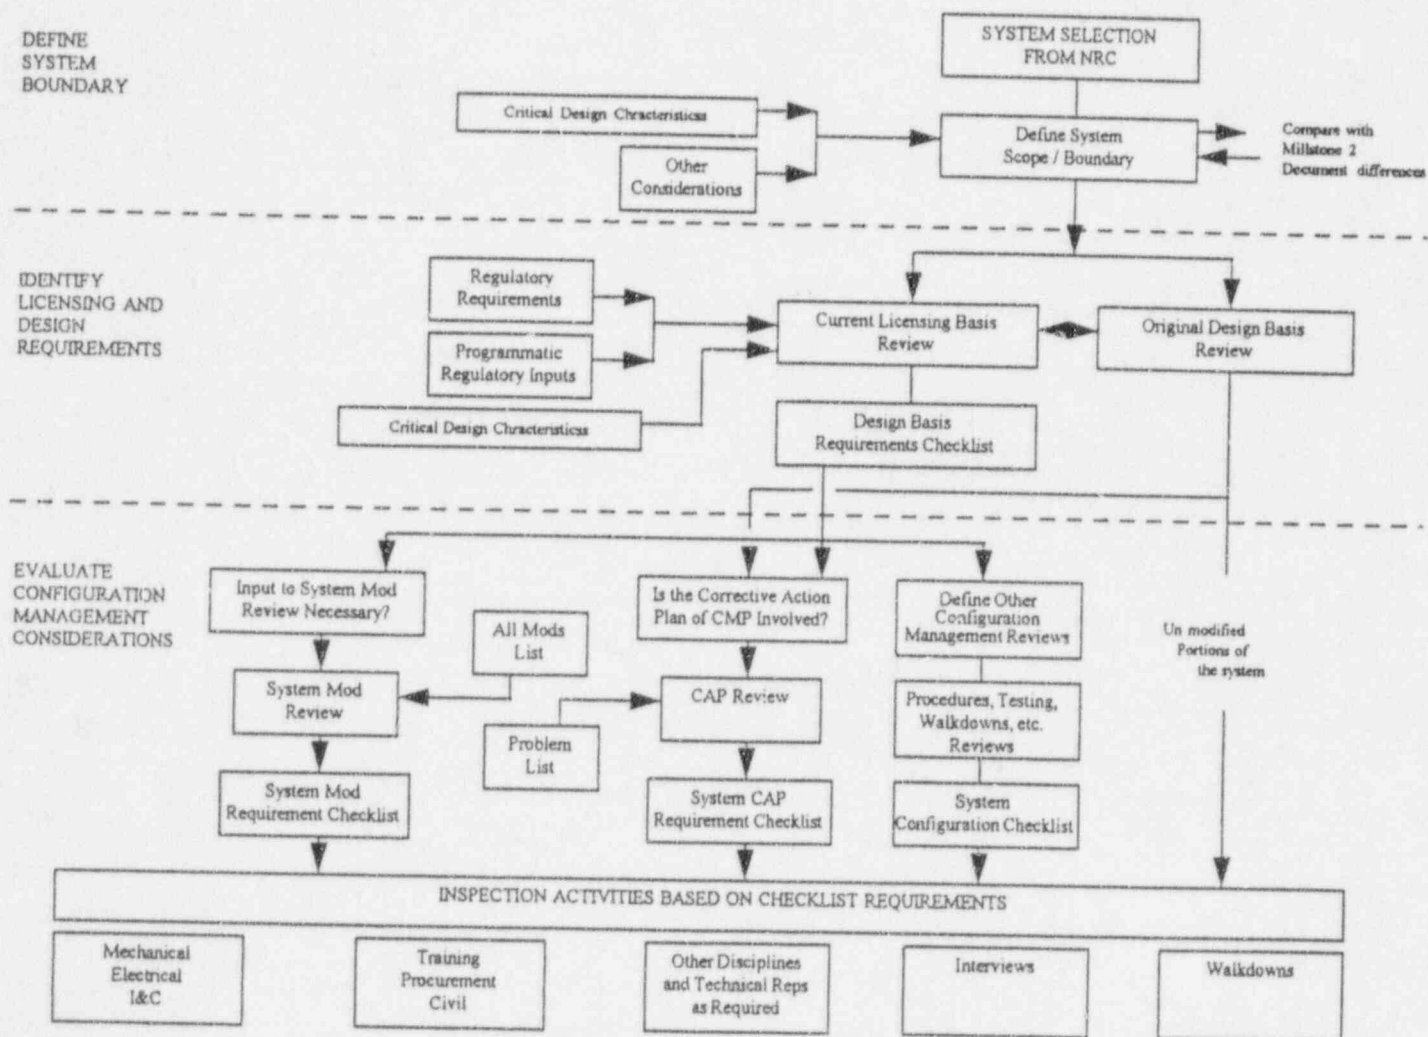 DEFINE
SYSTEM
BOUNDARY
SYSTEM SELECTION
FROM NRC
Critical Design Chracteristicss
Other
Considerations
Define System
Scope / Boundary
Compare with
Millstone 2
Document differences
IDENTIFY
LICENSING AND
DESIGN
REQUIREMENTS
Regulatory
Requirements
Programmatic
Regulatory Inputs
Critical Design Chracteristicss
Current Licensing Basis
Review
Original Design Basis
Review
Design Basis
Requirements Checklist
EVALUATE
CONFIGURATION
MANAGEMENT
CONSIDERATIONS
Input to System Mod
Review Necessary?
All Mods
List
Is the Corrective Action
Plan of CMP Involved?
Define Other
Configuration
Management Reviews
Un modified
Portions of
the system
System Mod
Review
Problem
List
CAP Review
Procedures, Testing,
Walkdowns, etc.
Reviews
System Mod
Requirement Checklist
System CAP
Requirement Checklist
System
Configuration Checklist
INSPECTION ACTIVITIES BASED ON CHECKLIST REQUIREMENTS
Mechanical
Electrical
I&C
Training
Procurement
Civil
Other Disciplines
and Technical Reps
as Required
Interviews
Walkdowns